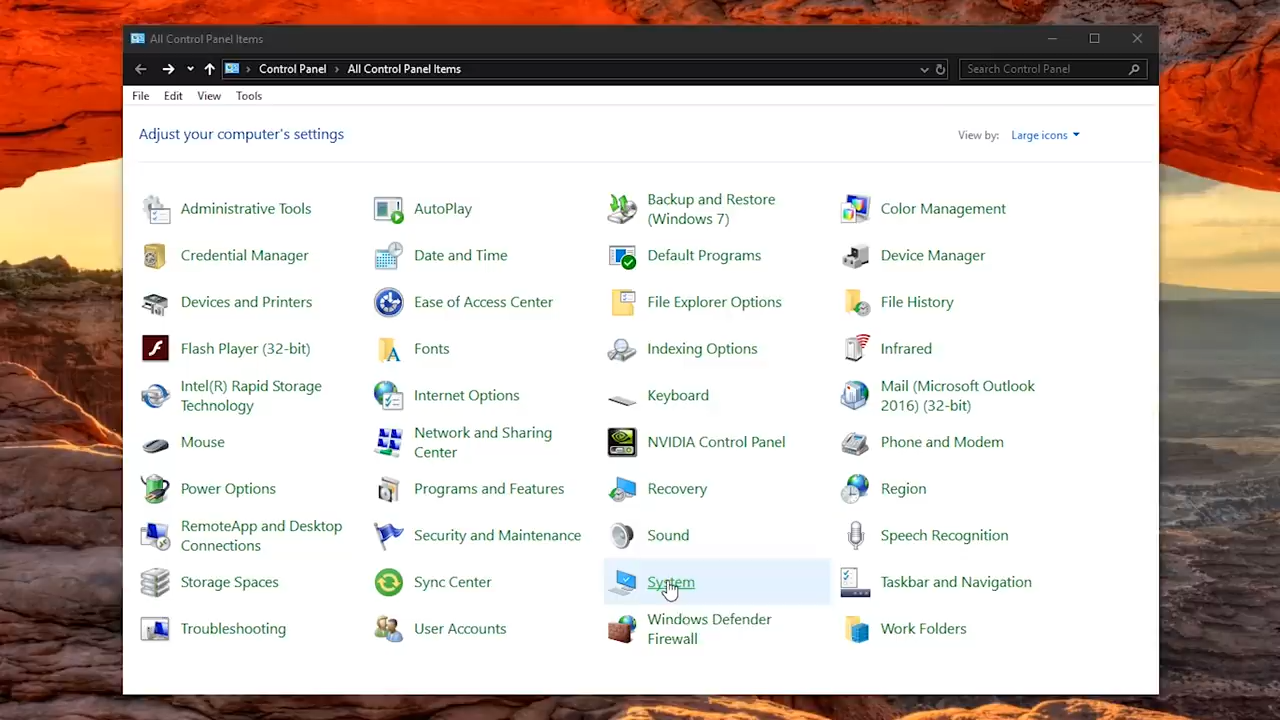 All Control Panel Items
Control Panel > All Control Panel Items
Search Control Panel
File Edit View Tools
Adjust your computer's settings
View by: Large icons
Administrative Tools
AutoPlay
Backup and Restore
(Windows 7)
Color Management
Credential Manager
Date and Time
Default Programs
Device Manager
Devices and Printers
Ease of Access Center
File Explorer Options
File History
Flash Player (32-bit)
Fonts
Indexing Options
Infrared
Intel(R) Rapid Storage
Technology
Internet Options
Keyboard
Mail (Microsoft Outlook
2016) (32-bit)
Mouse
Network and Sharing
Center
NVIDIA Control Panel
Phone and Modem
Power Options
Programs and Features
Recovery
Region
RemoteApp and Desktop
Connections
Security and Maintenance
Sound
Speech Recognition
Storage Spaces
Sync Center
System
Taskbar and Navigation
Troubleshooting
User Accounts
Windows Defender
Firewall
Work Folders